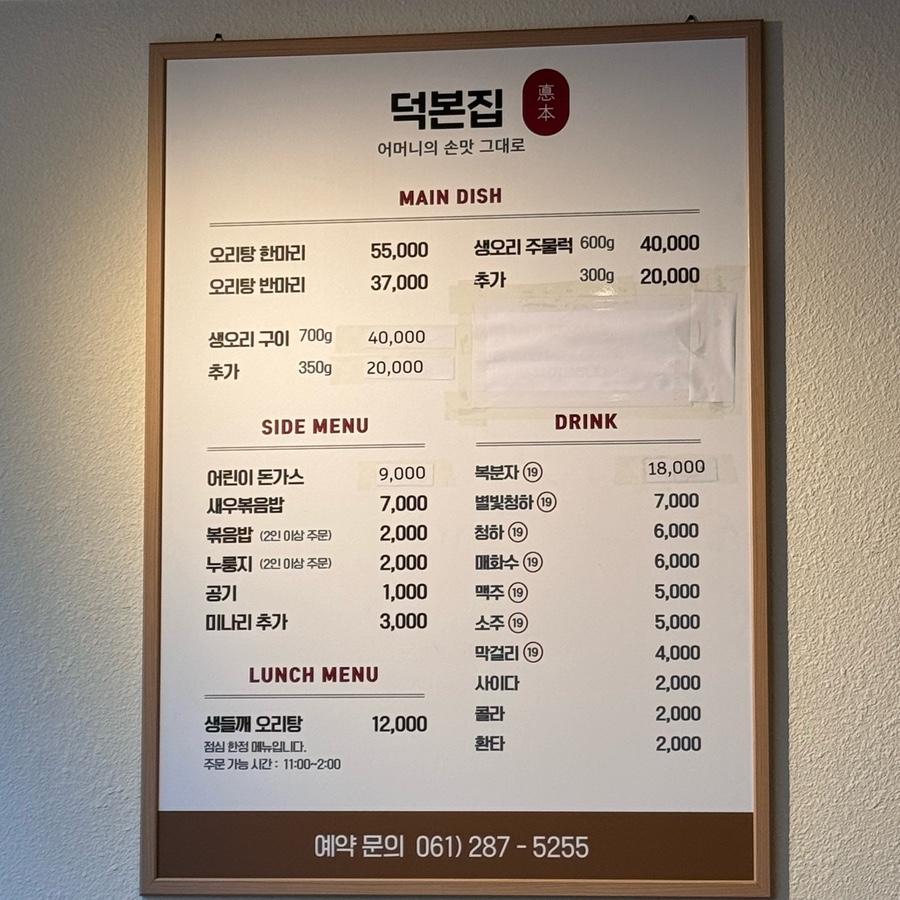 덕본집
悳本
어머니의 손맛 그대로
MAIN DISH
오리탕 한마리 55,000
오리탕 반마리 37,000
생오리 구이 700g 40,000
추가 350g 20,000
생오리 주물럭 600g 40,000
추가 300g 20,000
SIDE MENU
어린이 돈가스 9,000
새우볶음밥 7,000
볶음밥 (2인 이상 주문) 2,000
누룽지 (2인 이상 주문) 2,000
공기 1,000
미나리 추가 3,000
LUNCH MENU
생들깨 오리탕 12,000
점심 한정 메뉴입니다.
주문 가능 시간 : 11:00~2:00
DRINK
복분자 19 18,000
별빛청하 19 7,000
청하 19 6,000
매화수 19 6,000
맥주 19 5,000
소주 19 5,000
막걸리 19 4,000
사이다 2,000
콜라 2,000
환타 2,000
예약 문의 061) 287 - 5255